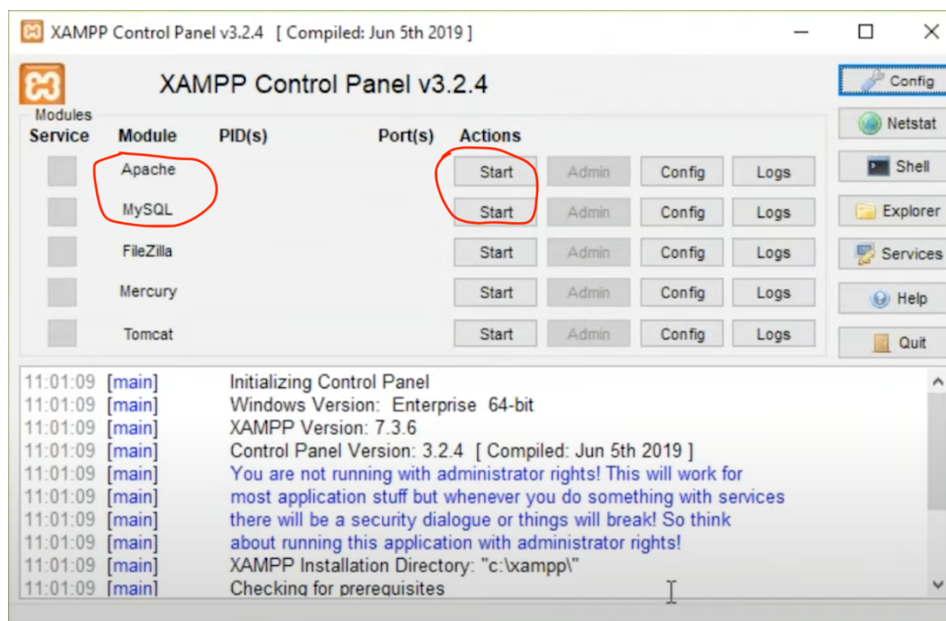 XAMPP Control Panel v3.2.4 [ Compiled: Jun 5th 2019 ]
XAMPP Control Panel v3.2.4
Config
Modules
Service Module PID(s) Port(s) Actions
Netstat
Apache Start Admin Config Logs
Shell
MySQL Start Admin Config Logs
Explorer
FileZilla Start Admin Config Logs
Services
Mercury Start Admin Config Logs
Help
Tomcat Start Admin Config Logs
Quit
11:01:09 [main] Initializing Control Panel
11:01:09 [main] Windows Version: Enterprise 64-bit
11:01:09 [main] XAMPP Version: 7.3.6
11:01:09 [main] Control Panel Version: 3.2.4 [ Compiled: Jun 5th 2019 ]
11:01:09 [main] You are not running with administrator rights! This will work for
11:01:09 [main] most application stuff but whenever you do something with services
11:01:09 [main] there will be a security dialogue or things will break! So think
11:01:09 [main] about running this application with administrator rights!
11:01:09 [main] XAMPP Installation Directory: "c:\xampp\"
11:01:09 [main] Checking for prerequisites